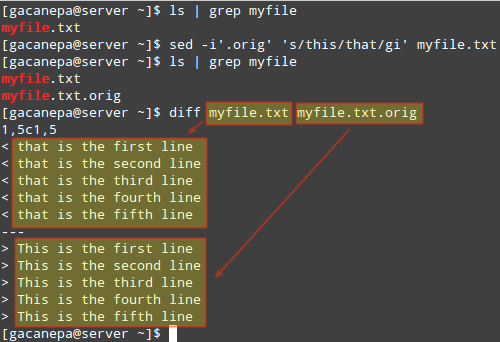 [gacanepa@server ~]$ ls | grep myfile
myfile.txt
[gacanepa@server ~]$ sed -i'.orig' 's/this/that/gi' myfile.txt
[gacanepa@server ~]$ ls | grep myfile
myfile.txt
myfile.txt.orig
[gacanepa@server ~]$ diff myfile.txt myfile.txt.orig
1,5c1,5
< that is the first line
< that is the second line
< that is the third line
< that is the fourth line
< that is the fifth line
---
> This is the first line
> This is the second line
> This is the third line
> This is the fourth line
> This is the fifth line
[gacanepa@server ~]$